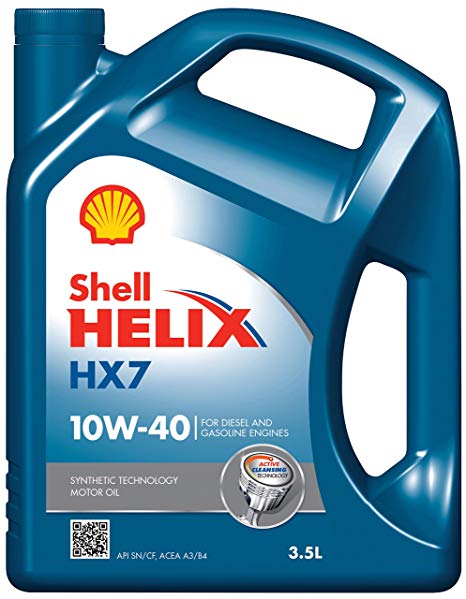 Shell
HELIX
HX7
10W-40
FOR DIESEL AND
GASOLINE ENGINES
SYNTHETIC TECHNOLOGY
MOTOR OIL
ACTIVE
CLEANSING
TECHNOLOGY
API SN/CF, ACEA A3/B4
3.5L